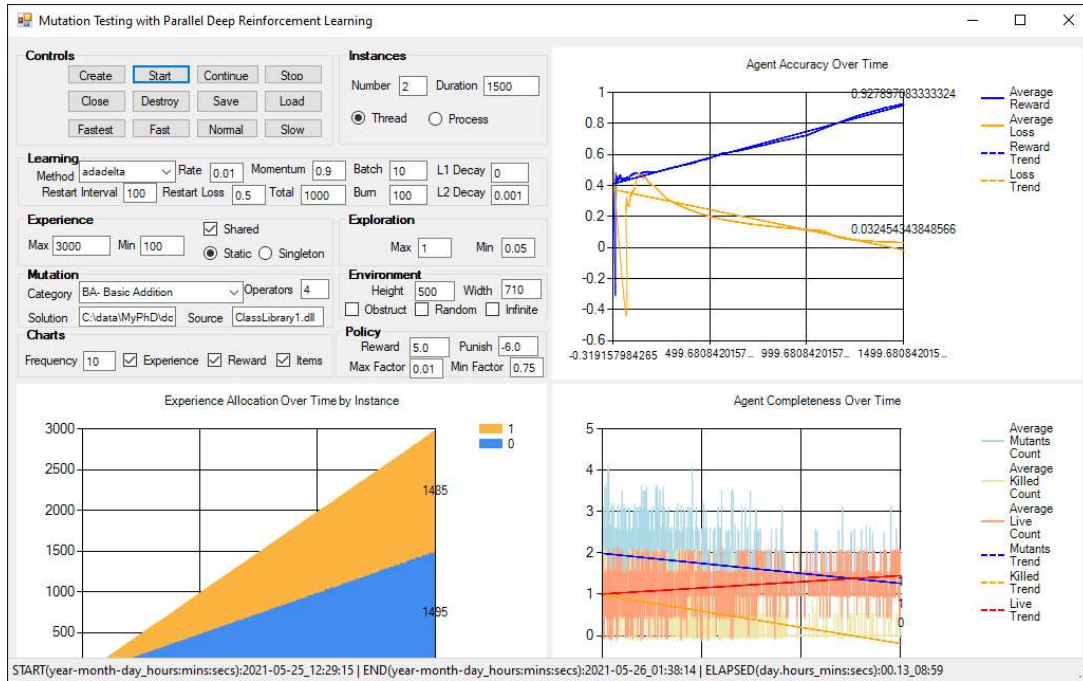 Mutation Testing with Parallel Deep Reinforcement Learning
Controls
Create Start Continue Stop
Close Destroy Save Load
Fastest Fast Normal Slow
Instances
Number 2 Duration 1500
Thread Process
Learning
Method adadelta Rate 0.01 Momentum 0.9 Batch 10 L1 Decay 0
Restart Interval 100 Restart Loss 0.5 Total 1000 Burn 100 L2 Decay 0.001
Experience
Shared
Max 3000 Min 100
Static Singleton
Exploration
Max 1 Min 0.05
Mutation
Category BA- Basic Addition Operators 4
Solution C:\data\MyPhD\dc Source ClassLibrary1.dll
Environment
Height 500 Width 710
Obstruct Random Infinite
Charts
Frequency 10 Experience Reward Items
Policy
Reward 5.0 Punish -6.0
Max Factor 0.01 Min Factor 0.75
Agent Accuracy Over Time
1
0.8
0.6
0.4
0.2
0
-0.2
-0.4
-0.6
0.927897083333324
0.032454343848566
-0.319157984265 499.6808420157... 999.6808420157... 1499.680842015...
Average Reward
Average Loss
Reward Trend
Loss Trend
Experience Allocation Over Time by Instance
3000
2500
2000
1500
1000
500
1485
1495
1
0
Agent Completeness Over Time
5
4
3
2
1
0
1
0
Average Mutants Count
Average Killed Count
Average Live Count
Mutants Trend
Killed Trend
Live Trend
START(year-month-day_hours:mins:secs):2021-05-25_12:29:15 | END(year-month-day_hours:mins:secs):2021-05-26_01:38:14 | ELAPSED(day.hours_mins:secs):00.13_08:59